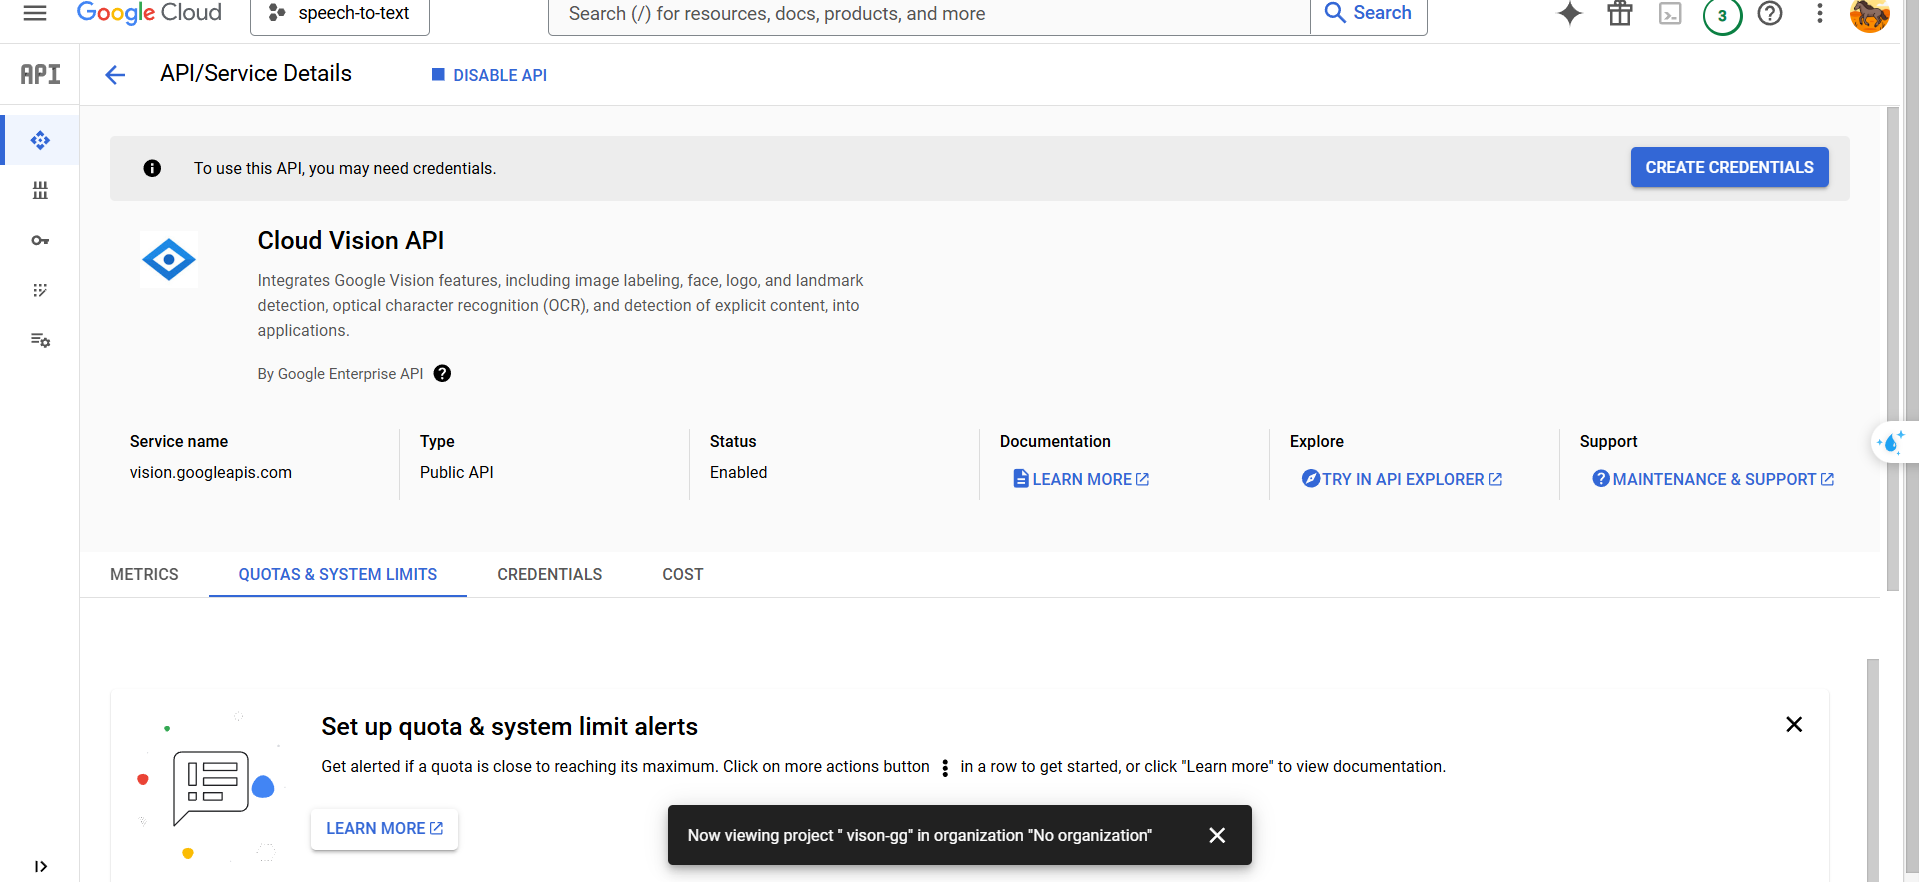 Google Cloud
speech-to-text
Search (/) for resources, docs, products, and more
Search
3
API
API/Service Details
DISABLE API
To use this API, you may need credentials.
CREATE CREDENTIALS
Cloud Vision API
Integrates Google Vision features, including image labeling, face, logo, and landmark
detection, optical character recognition (OCR), and detection of explicit content, into
applications.
By Google Enterprise API
Service name
vision.googleapis.com
Type
Public API
Status
Enabled
Documentation
LEARN MORE
Explore
TRY IN API EXPLORER
Support
MAINTENANCE & SUPPORT
METRICS
QUOTAS & SYSTEM LIMITS
CREDENTIALS
COST
Set up quota & system limit alerts
Get alerted if a quota is close to reaching its maximum. Click on more actions button ⋮ in a row to get started, or click "Learn more" to view documentation.
LEARN MORE
Now viewing project " vison-gg" in organization "No organization"